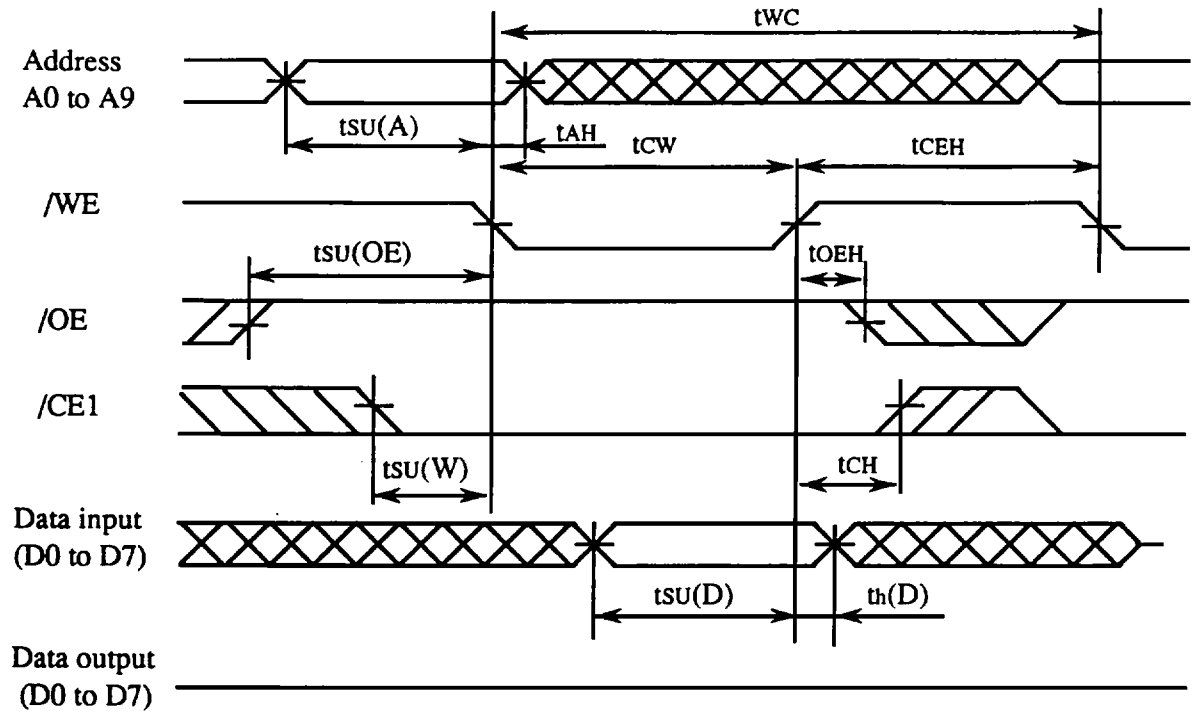 tWC
Address
A0 to A9
tSU(A)
tAH
tCW
tCEH
/WE
tSU(OE)
tOEH
/OE
/CE1
tSU(W)
tCH
Data input
(D0 to D7)
tSU(D)
th(D)
Data output
(D0 to D7)